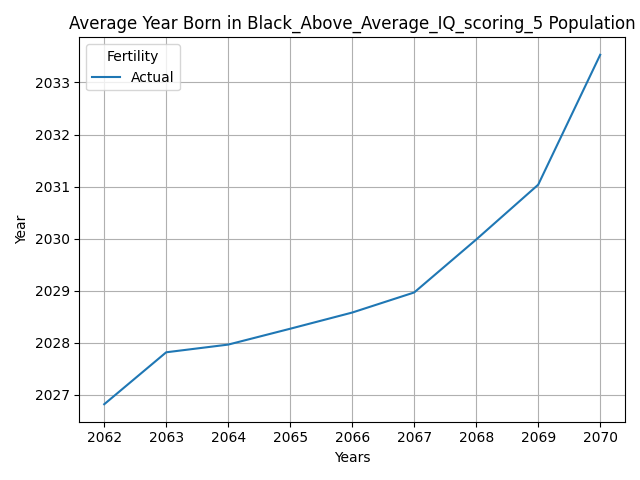 Average Year Born in Black_Above_Average_IQ_scoring_5 Population
Fertility
Actual
Year
2033
2032
2031
2030
2029
2028
2027
2062 2063 2064 2065 2066 2067 2068 2069 2070
Years